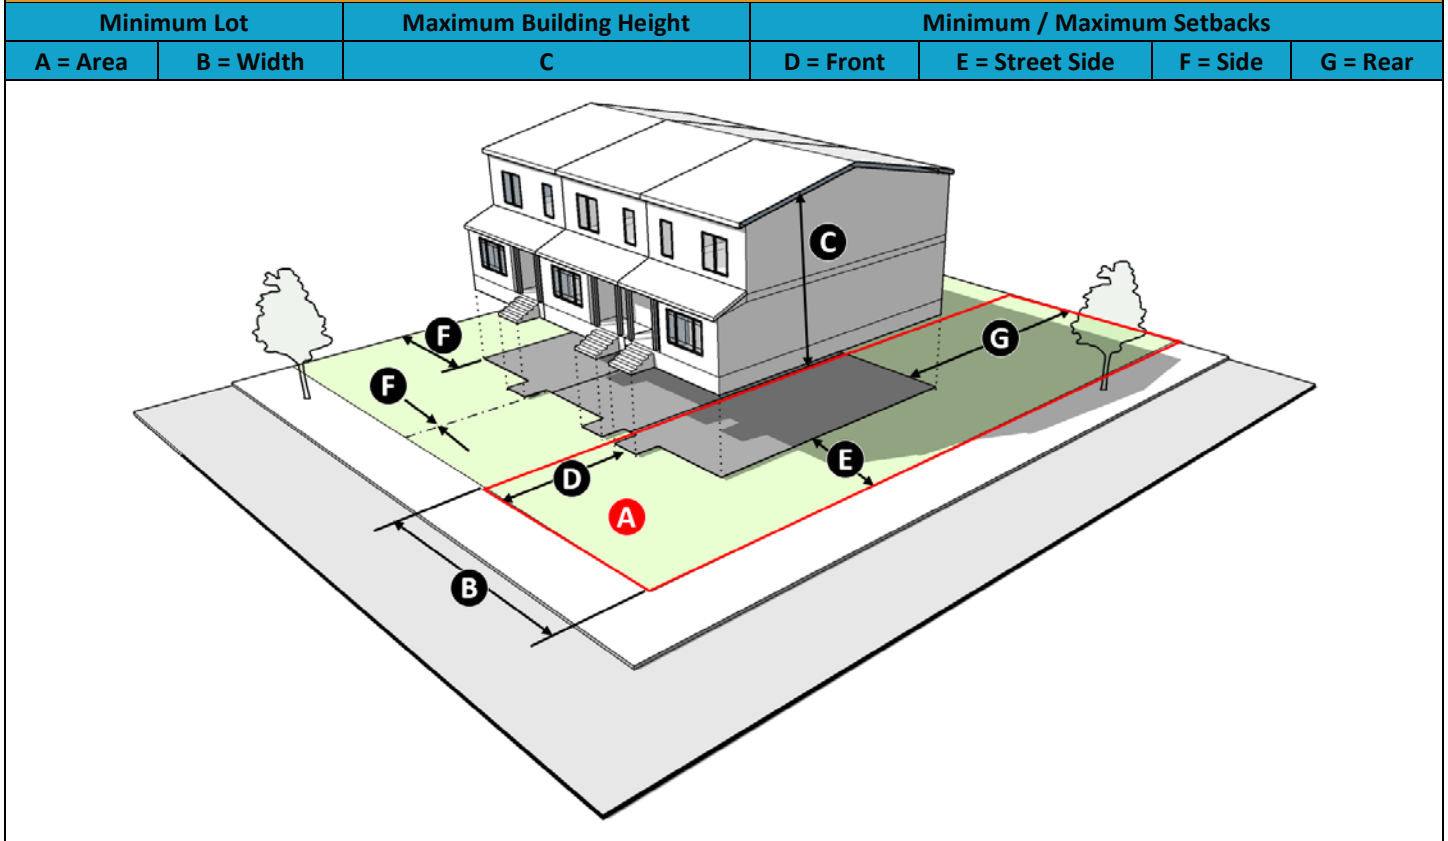 Minimum Lot Maximum Building Height Minimum / Maximum Setbacks
A = Area B = Width C D = Front E = Street Side F = Side G = Rear
C
F
G
F
E
D
A
B